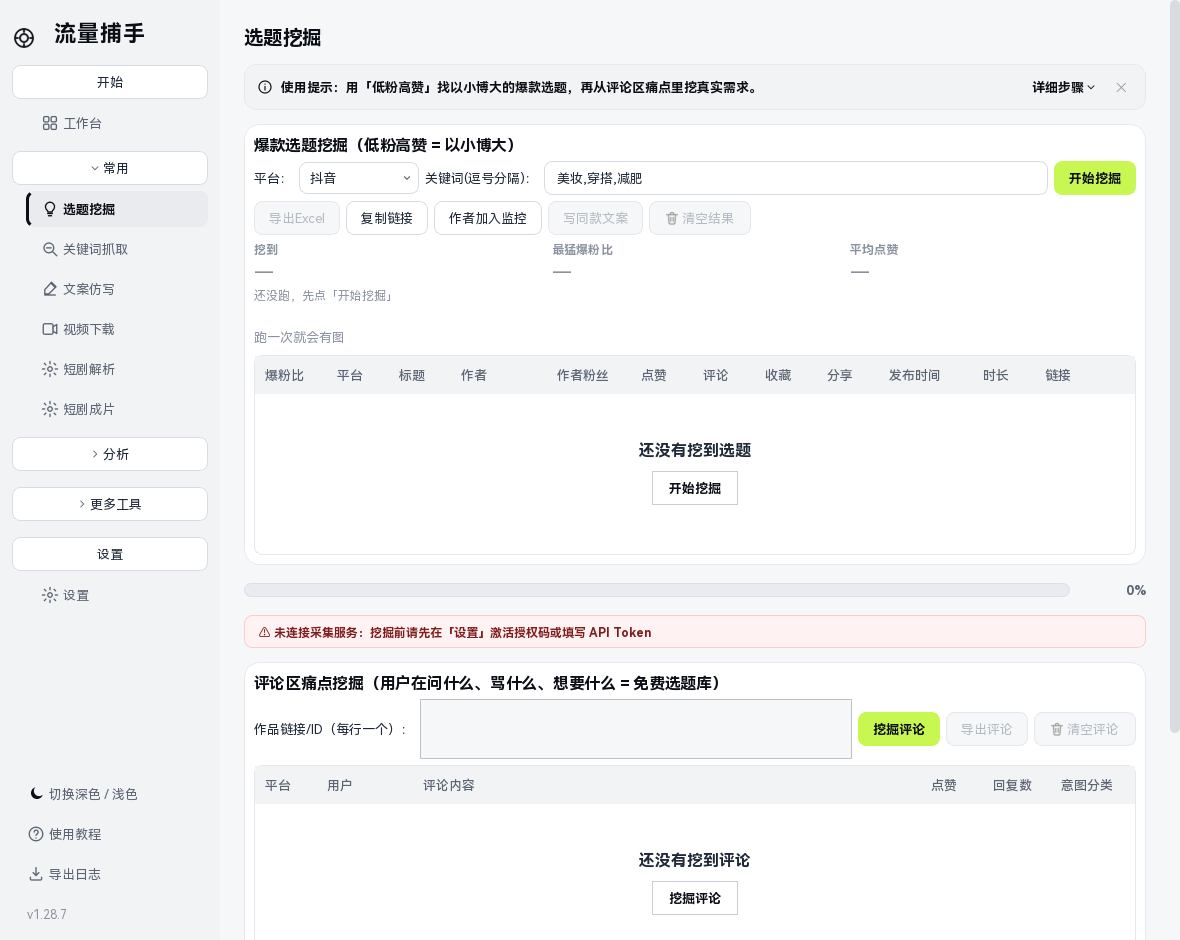 流量捕手
开始
工作台
常用
选题挖掘
关键词抓取
文案仿写
视频下载
短剧解析
短剧成片
分析
更多工具
设置
设置
切换深色 / 浅色
使用教程
导出日志
v1.28.7
选题挖掘
使用提示：用「低粉高赞」找以小博大的爆款选题，再从评论区痛点里挖真实需求。
详细步骤
爆款选题挖掘（低粉高赞 = 以小博大）
平台： 抖音 关键词(逗号分隔)： 美妆,穿搭,减肥 开始挖掘
导出Excel 复制链接 作者加入监控 写同款文案 清空结果
挖到 最猛爆粉比 平均点赞
— — —
还没跑，先点「开始挖掘」
跑一次就会有图
爆粉比 平台 标题 作者 作者粉丝 点赞 评论 收藏 分享 发布时间 时长 链接
还没有挖到选题
开始挖掘
0%
未连接采集服务：挖掘前请先在「设置」激活授权码或填写 API Token
评论区痛点挖掘（用户在问什么、骂什么、想要什么 = 免费选题库）
作品链接/ID（每行一个）： 挖掘评论 导出评论 清空评论
平台 用户 评论内容 点赞 回复数 意图分类
还没有挖到评论
挖掘评论